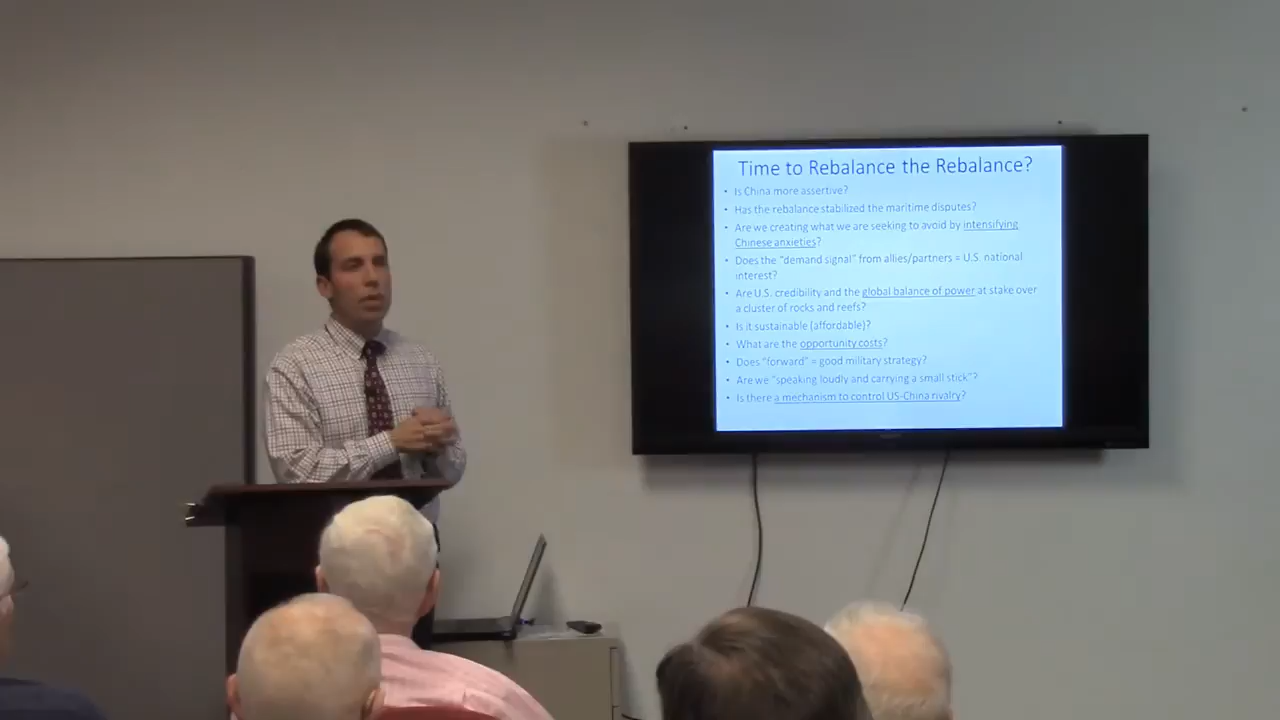 Time to Rebalance the Rebalance?
• Is China more assertive?
• Has the rebalance stabilized the maritime disputes?
• Are we creating what we are seeking to avoid by intensifying
Chinese anxieties?
• Does the "demand signal" from allies/partners = U.S. national
interest?
• Are U.S. credibility and the global balance of power at stake over
a cluster of rocks and reefs?
• Is it sustainable (affordable)?
• What are the opportunity costs?
• Does "forward" = good military strategy?
• Are we "speaking loudly and carrying a small stick"?
• Is there a mechanism to control US-China rivalry?